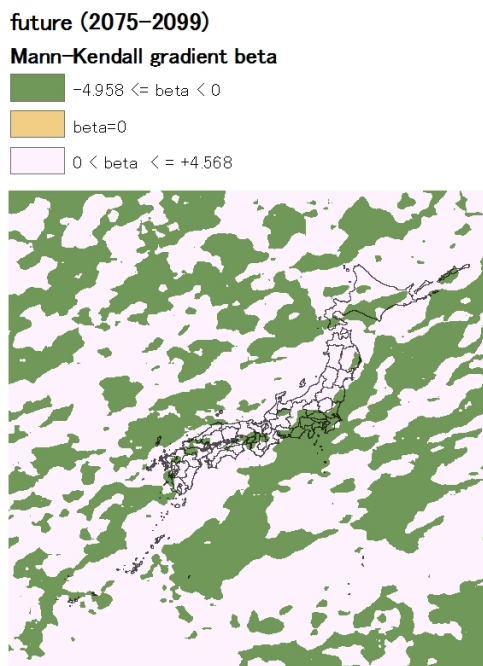 future (2075-2099)
Mann-Kendall gradient beta
-4.958 <= beta < 0
beta=0
0 < beta < = +4.568